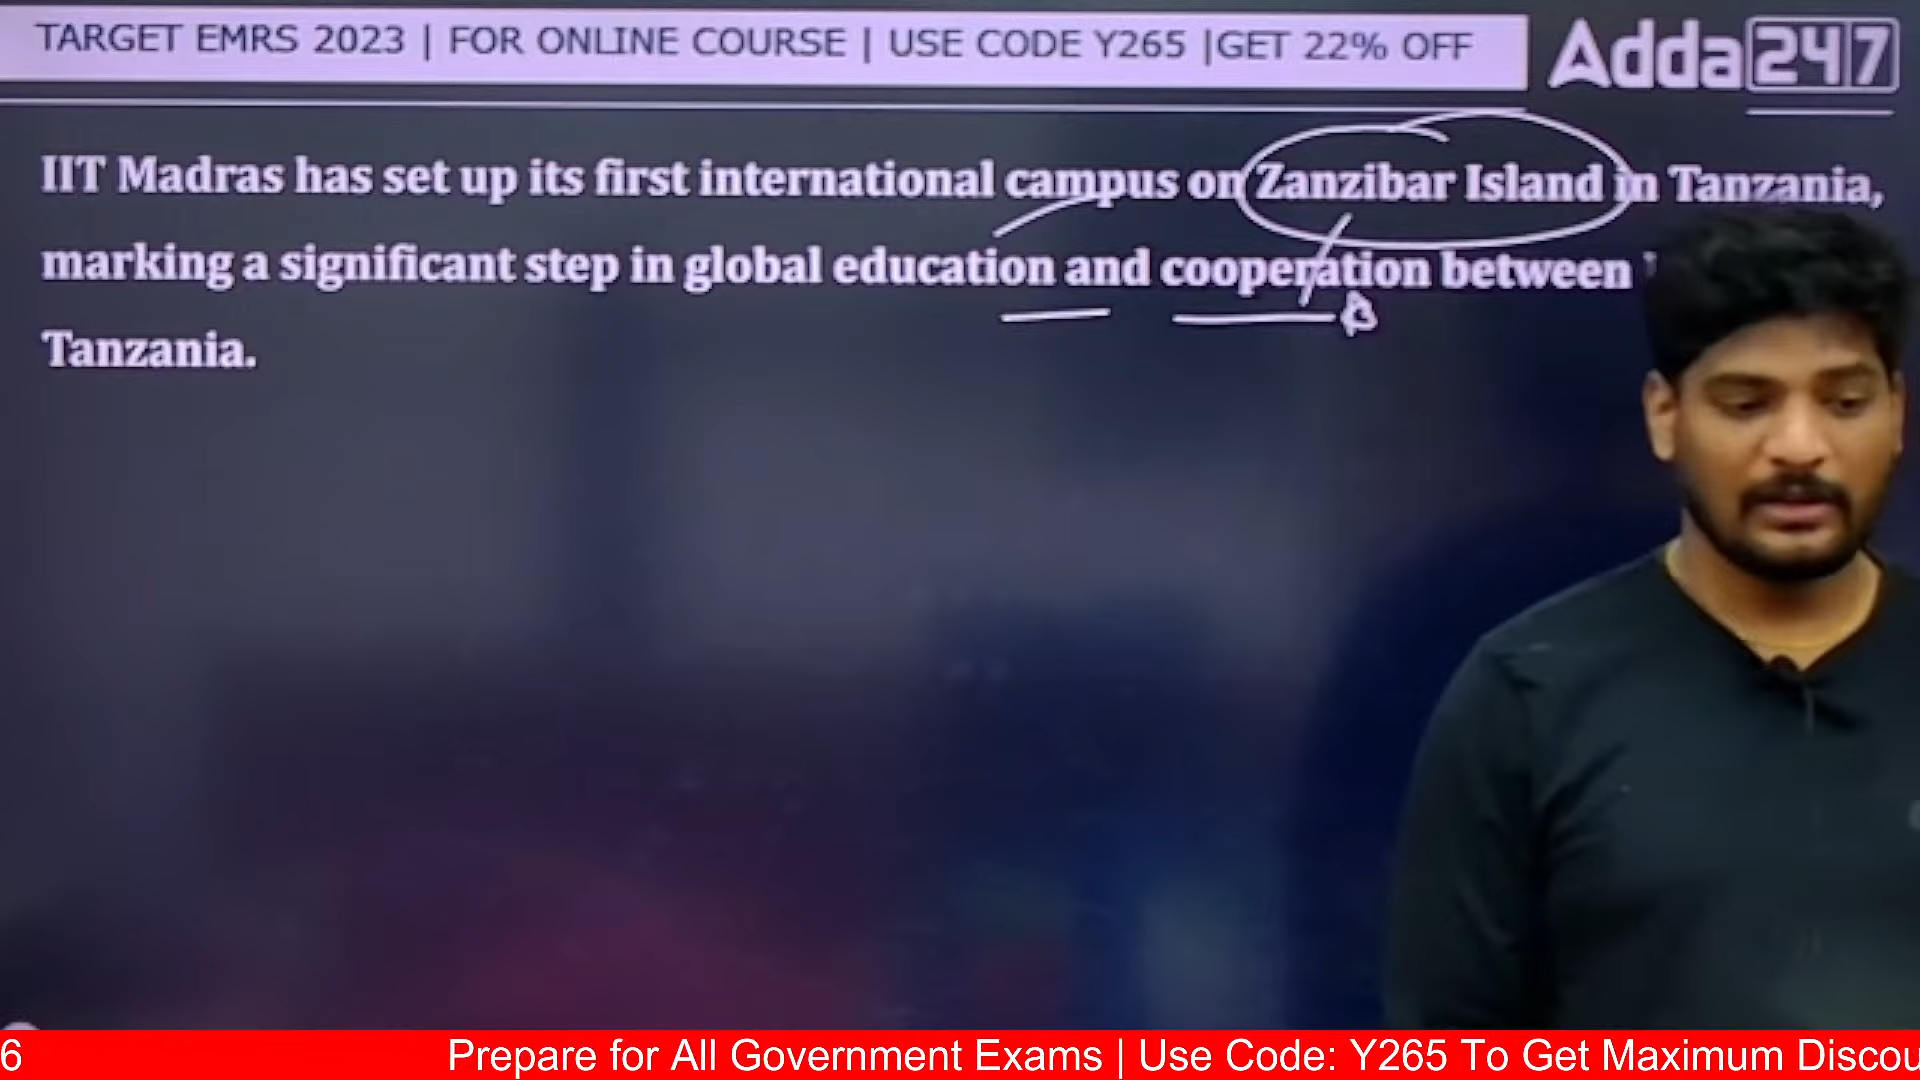 TARGET EMRS 2023 | FOR ONLINE COURSE | USE CODE Y265 |GET 22% OFF
Adda247
IIT Madras has set up its first international campus on Zanzibar Island in Tanzania,
marking a significant step in global education and cooperation between
Tanzania.
6 Prepare for All Government Exams | Use Code: Y265 To Get Maximum Discou